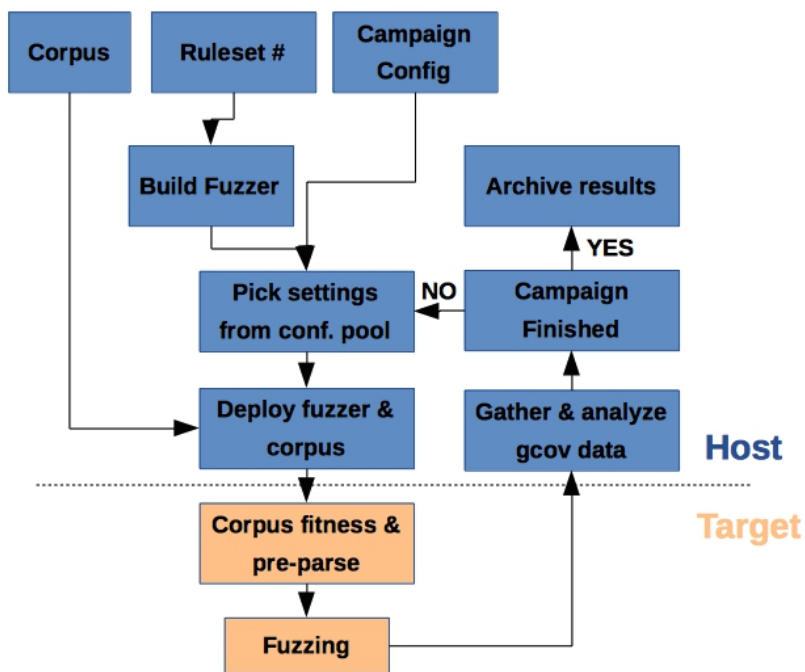 Corpus
Ruleset #
Campaign
Config
Build Fuzzer
Archive results
YES
Pick settings
from conf. pool
NO
Campaign
Finished
Deploy fuzzer &
corpus
Gather & analyze
gcov data
Host
Corpus fitness &
pre-parse
Target
Fuzzing